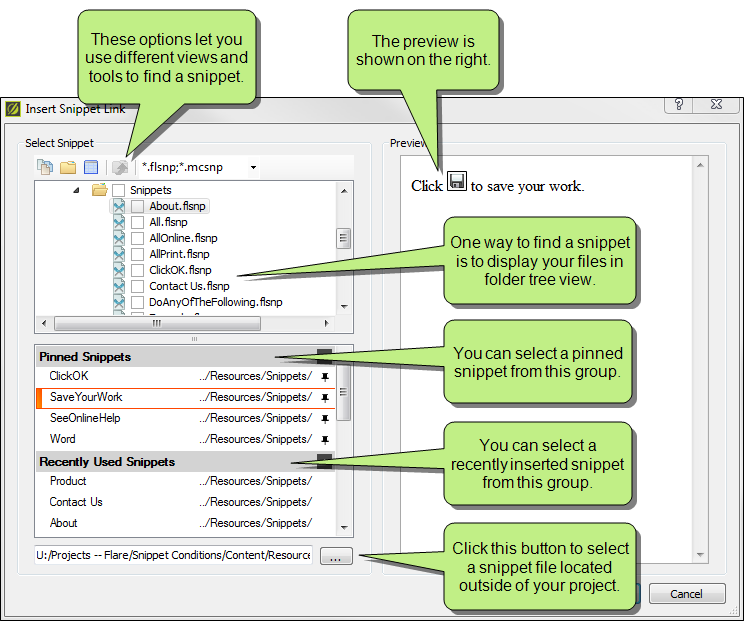 These options let you
use different views and
tools to find a snippet.
The preview is
shown on the right.
Insert Snippet Link
?
Select Snippet
Preview
*.flsnp;*.mcsnp
Snippets
About.flsnp
All.flsnp
AllOnline.flsnp
AllPrint.flsnp
ClickOK.flsnp
Contact Us.flsnp
DoAnyOfTheFollowing.flsnp
Click to save your work.
One way to find a snippet
is to display your files in
folder tree view.
Pinned Snippets
ClickOK ../Resources/Snippets/
SaveYourWork ../Resources/Snippets/
SeeOnlineHelp ../Resources/Snippets/
Word ../Resources/Snippets/
You can select a pinned
snippet from this group.
Recently Used Snippets
Product ../Resources/Snippets/
Contact Us ../Resources/Snippets/
About ../Resources/Snippets/
You can select a
recently inserted snippet
from this group.
U:/Projects -- Flare/Snippet Conditions/Content/Resource
...
Click this button to select
a snippet file located
outside of your project.
Cancel